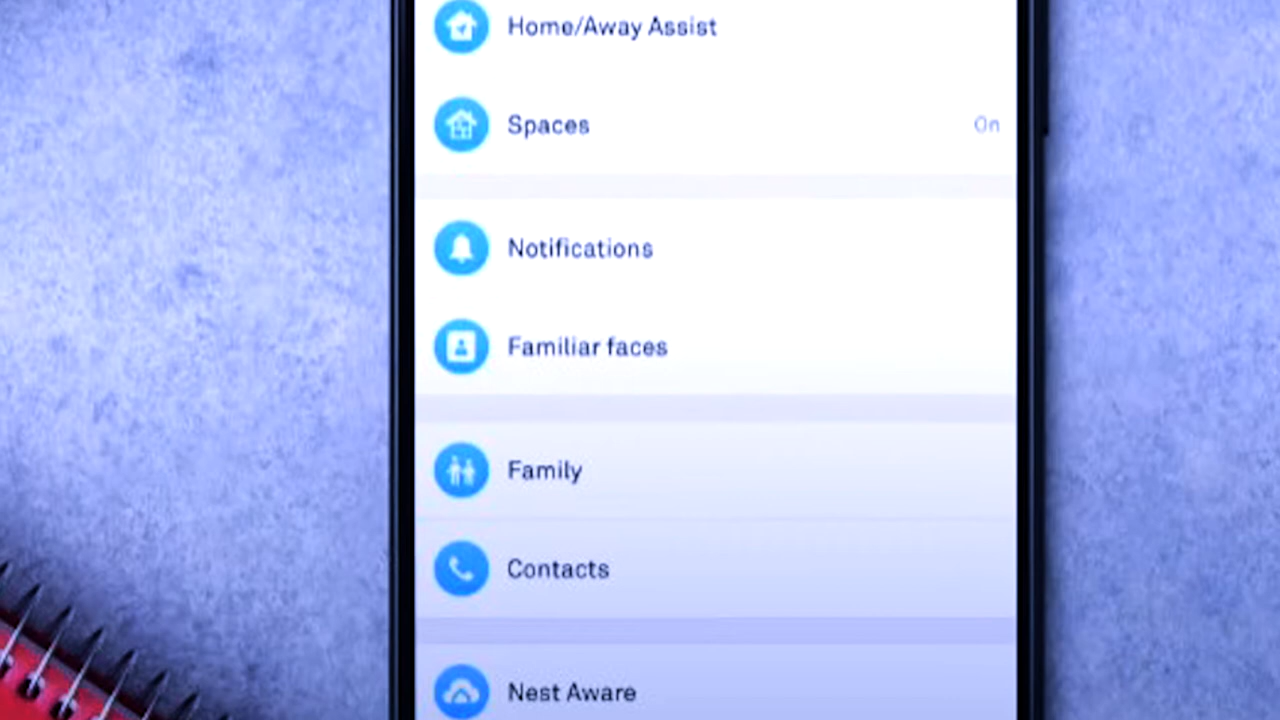 Home/Away Assist
Spaces On
Notifications
Familiar faces
Family
Contacts
Nest Aware